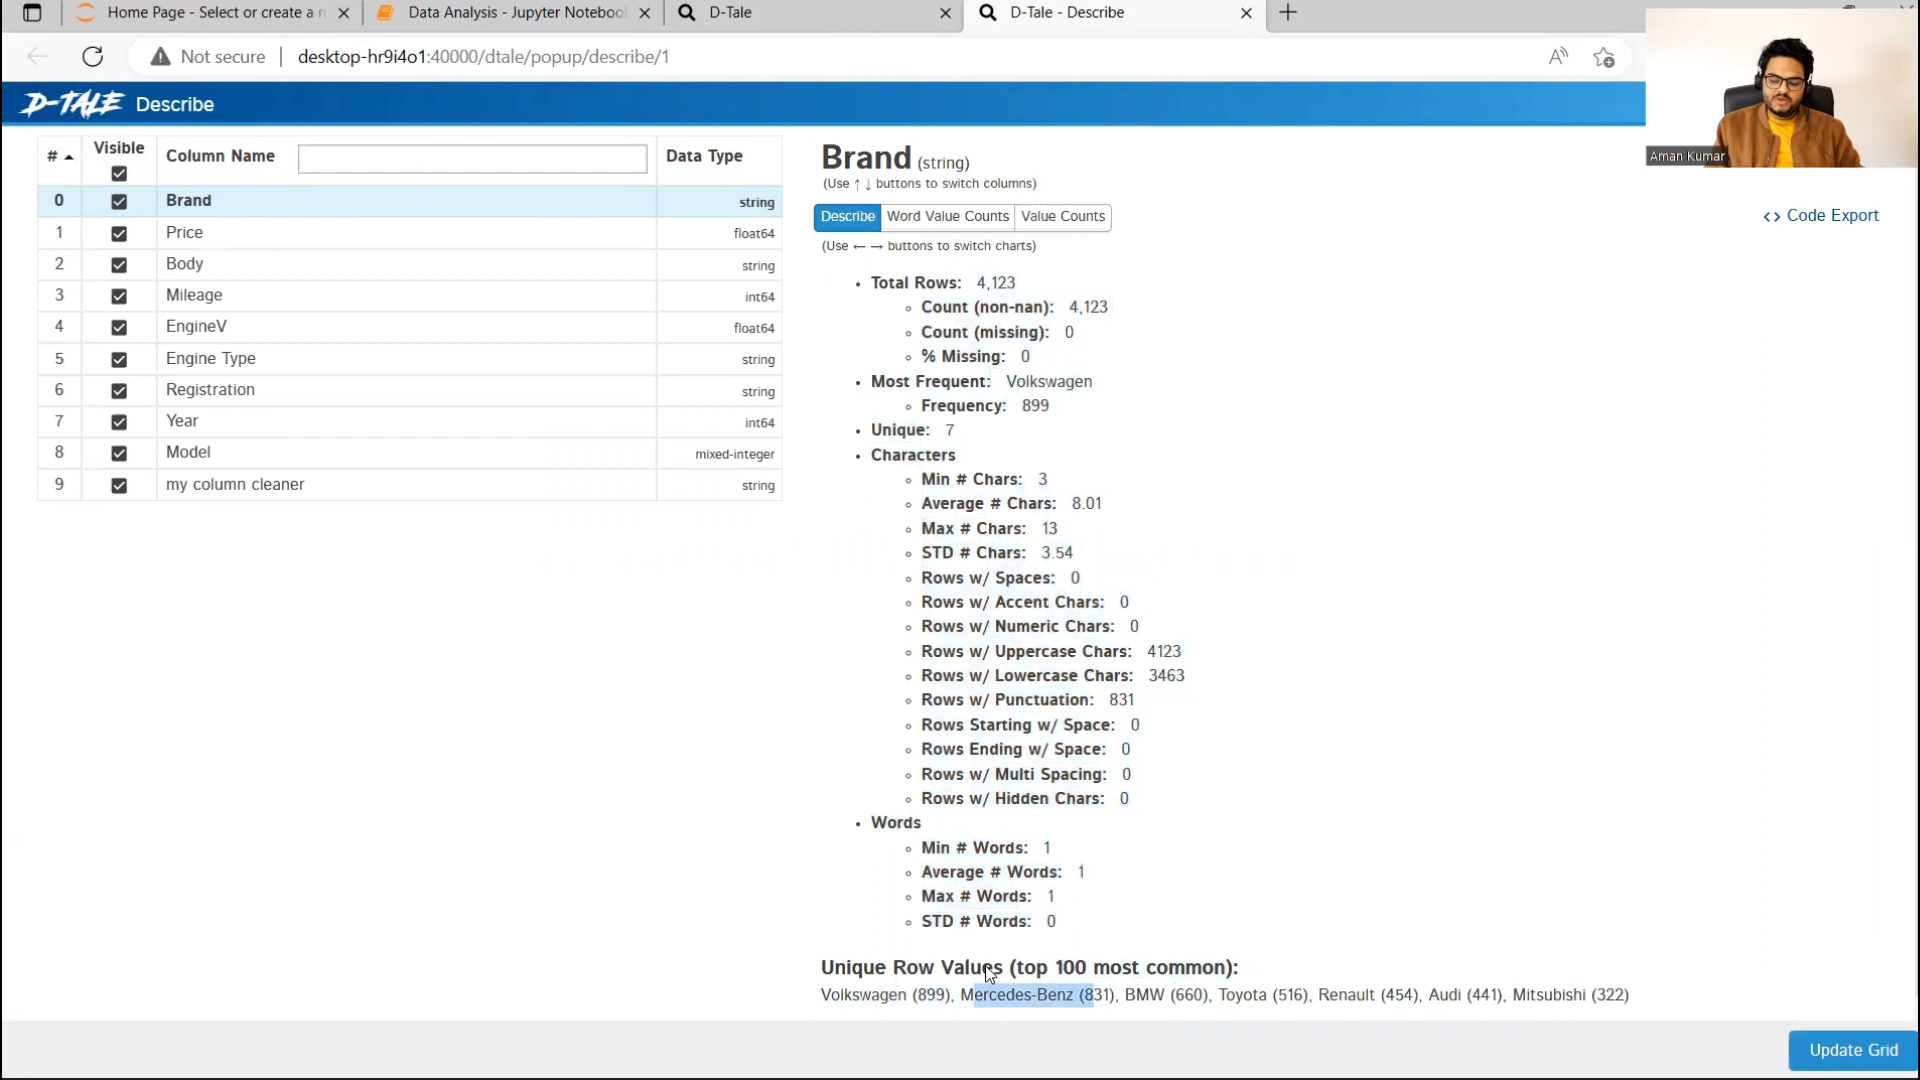 Home Page - Select or create a n
Data Analysis - Jupyter Noteboo
D-Tale
D-Tale - Describe
Not secure
desktop-hr9i4o1:40000/dtale/popup/describe/1
D-TALE Describe
Aman Kumar
# Visible Column Name Data Type
0 Brand string
1 Price float64
2 Body string
3 Mileage int64
4 EngineV float64
5 Engine Type string
6 Registration string
7 Year int64
8 Model mixed-integer
9 my column cleaner string
Brand (string)
(Use ↑ ↓ buttons to switch columns)
Describe Word Value Counts Value Counts
<> Code Export
(Use ← → buttons to switch charts)
Total Rows: 4,123
Count (non-nan): 4,123
Count (missing): 0
% Missing: 0
Most Frequent: Volkswagen
Frequency: 899
Unique: 7
Characters
Min # Chars: 3
Average # Chars: 8.01
Max # Chars: 13
STD # Chars: 3.54
Rows w/ Spaces: 0
Rows w/ Accent Chars: 0
Rows w/ Numeric Chars: 0
Rows w/ Uppercase Chars: 4123
Rows w/ Lowercase Chars: 3463
Rows w/ Punctuation: 831
Rows Starting w/ Space: 0
Rows Ending w/ Space: 0
Rows w/ Multi Spacing: 0
Rows w/ Hidden Chars: 0
Words
Min # Words: 1
Average # Words: 1
Max # Words: 1
STD # Words: 0
Unique Row Values (top 100 most common):
Volkswagen (899), Mercedes-Benz (831), BMW (660), Toyota (516), Renault (454), Audi (441), Mitsubishi (322)
Update Grid